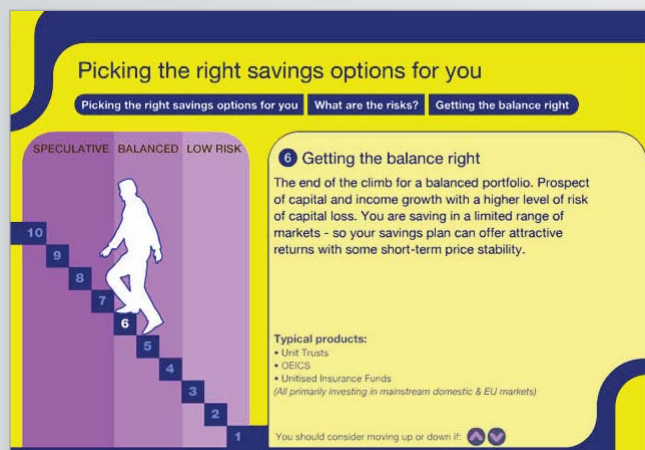 Picking the right savings options for you
Picking the right savings options for you
What are the risks?
Getting the balance right
SPECULATIVE BALANCED LOW RISK
10
9
8
7
6
5
4
3
2
1
6 Getting the balance right
The end of the climb for a balanced portfolio. Prospect
of capital and income growth with a higher level of risk
of capital loss. You are saving in a limited range of
markets - so your savings plan can offer attractive
returns with some short-term price stability.
Typical products:
• Unit Trusts
• OEICS
• Unitised Insurance Funds
(All primarily investing in mainstream domestic & EU markets)
You should consider moving up or down if: